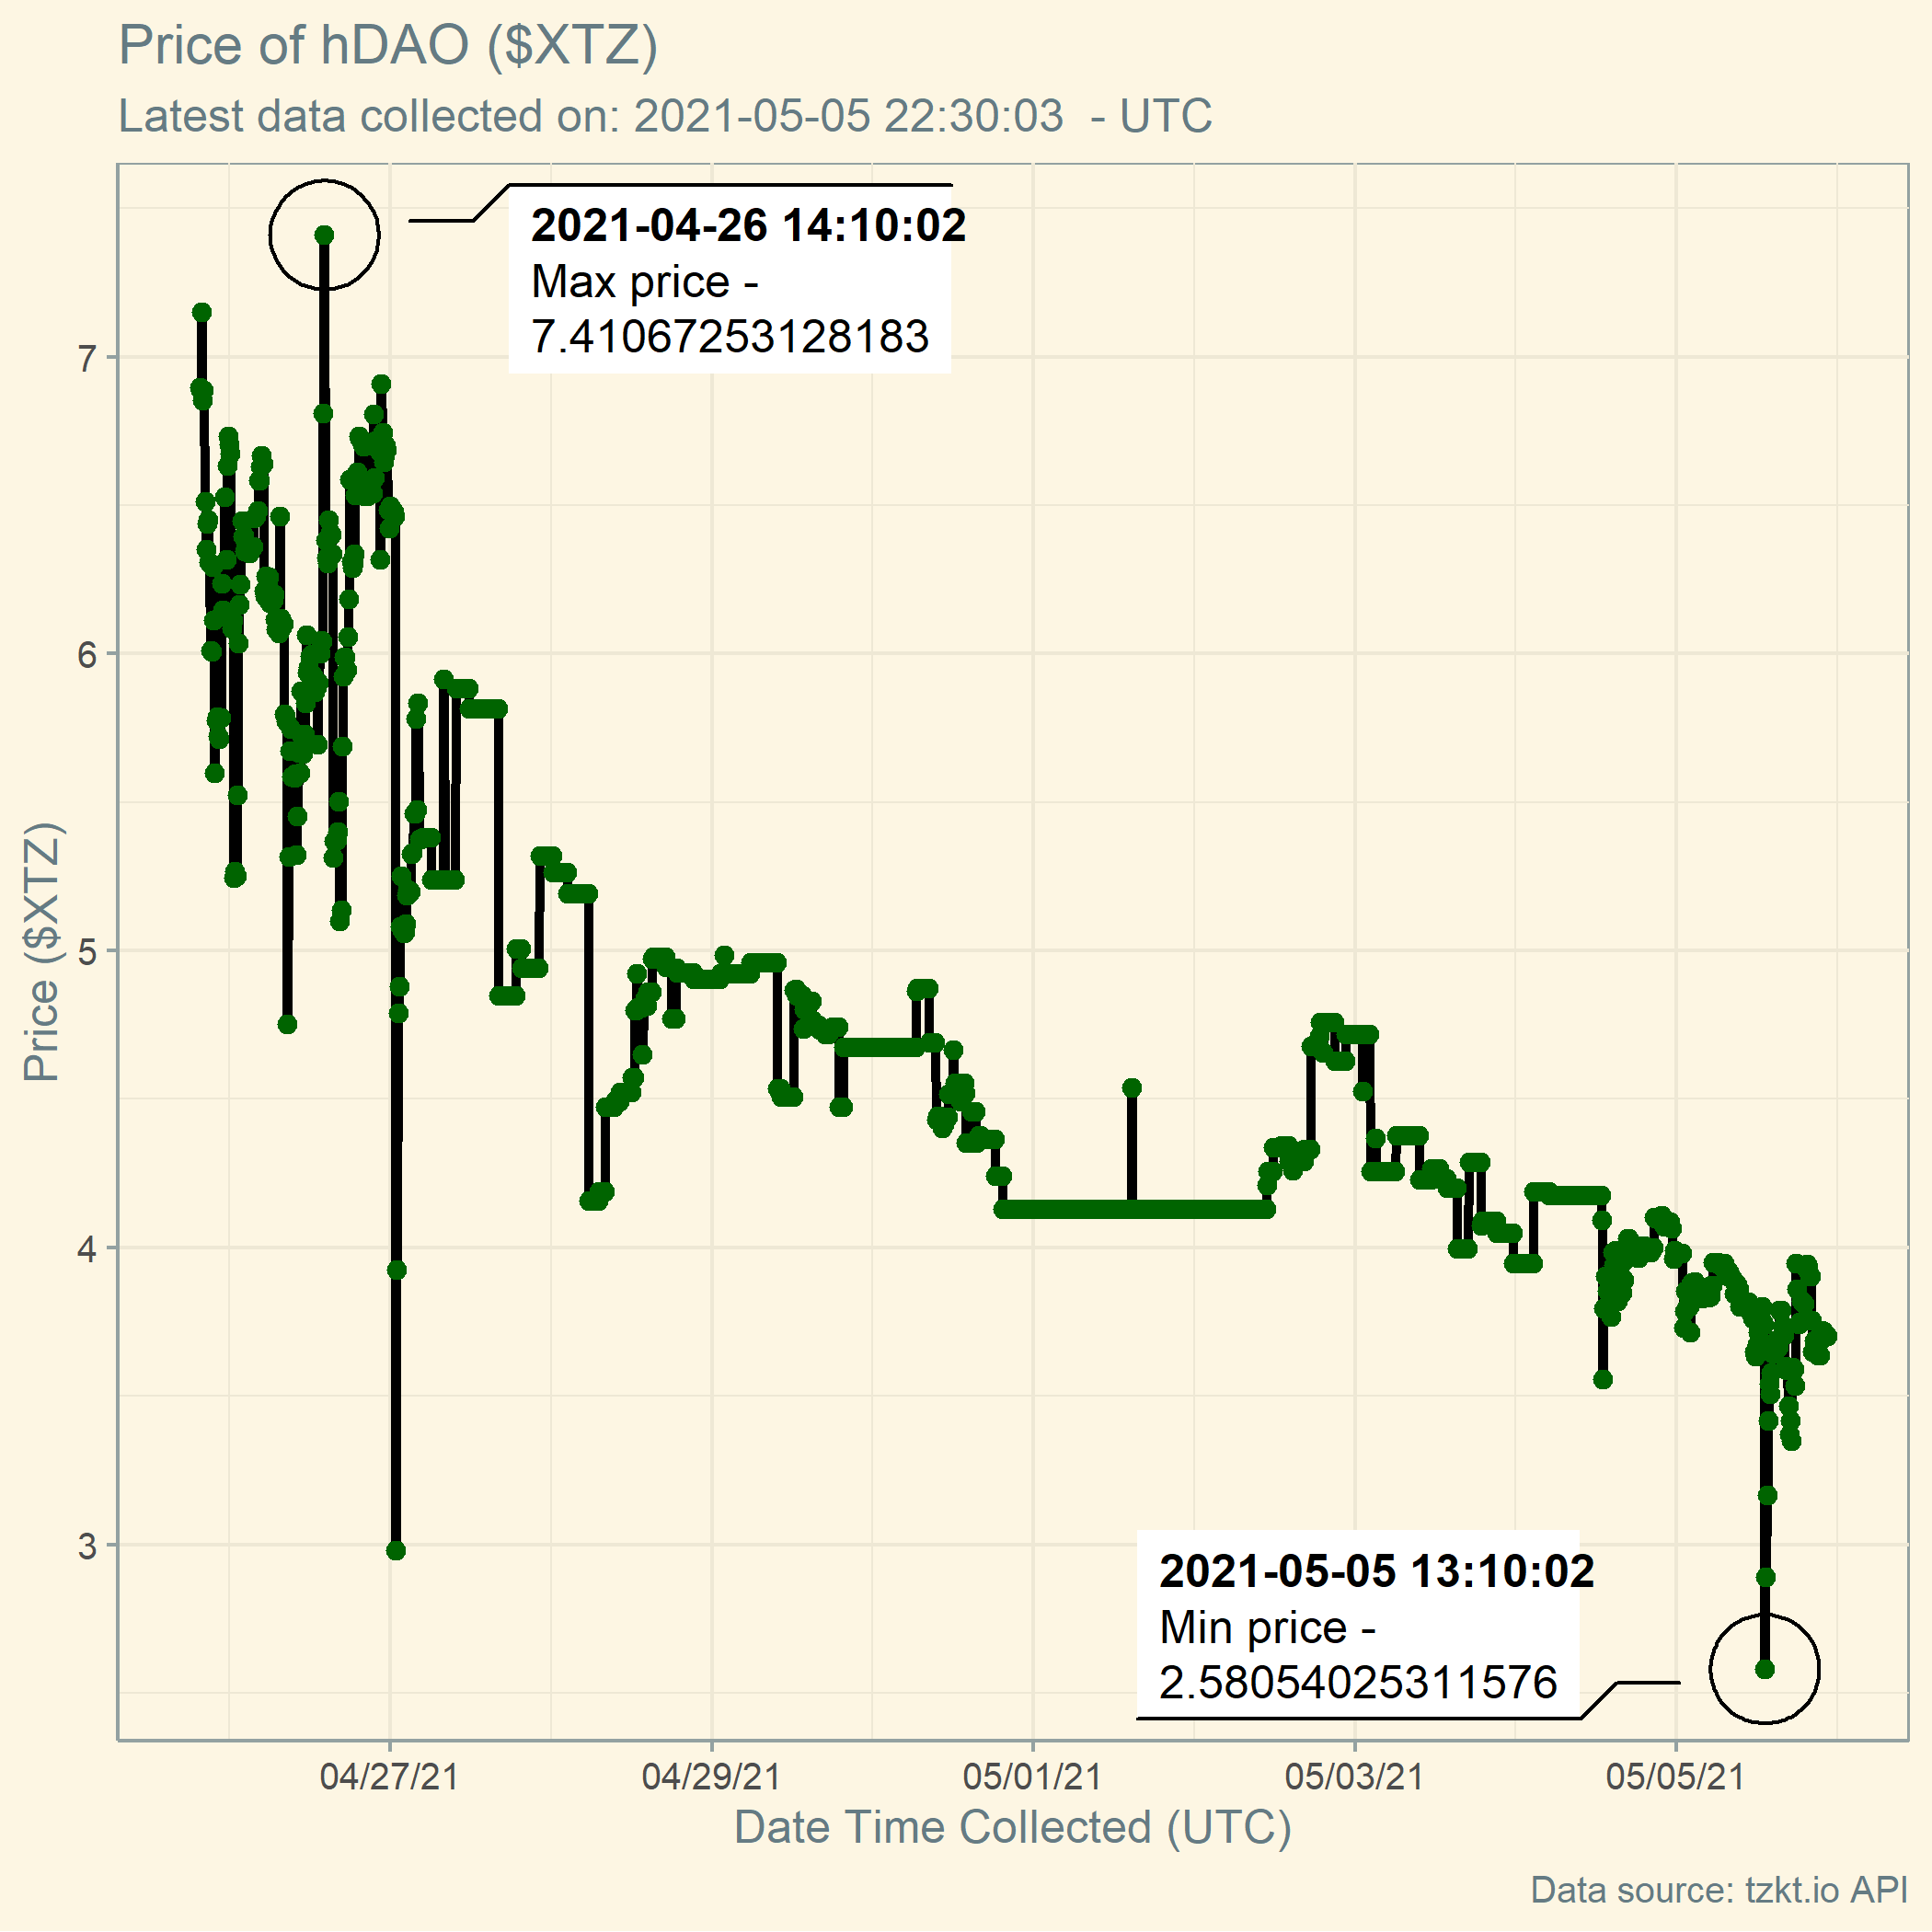 Price of hDAO ($XTZ)
Latest data collected on: 2021-05-05 22:30:03  - UTC
2021-04-26 14:10:02
Max price -
7.41067253128183
7
6
5
4
3
Price ($XTZ)
2021-05-05 13:10:02
Min price -
2.58054025311576
04/27/21 04/29/21 05/01/21 05/03/21 05/05/21
Date Time Collected (UTC)
Data source: tzkt.io API